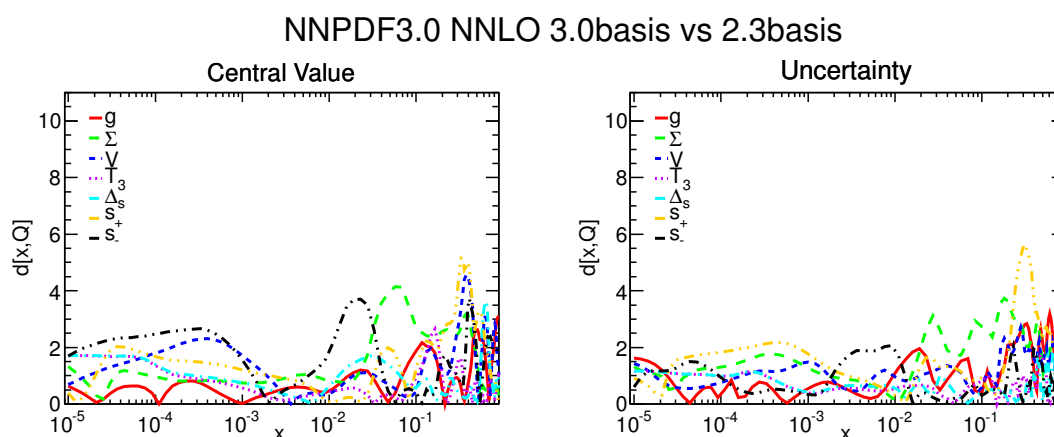 NNPDF3.0 NNLO 3.0basis vs 2.3basis
Central Value
d[x,Q]
10
8
6
4
2
0
g
Σ
V
T₃
Δₛ
s₊
s₋
10⁻⁵ 10⁻⁴ 10⁻³ 10⁻² 10⁻¹
x
Uncertainty
d[x,Q]
10
8
6
4
2
0
g
Σ
V
T₃
Δₛ
s₊
s₋
10⁻⁵ 10⁻⁴ 10⁻³ 10⁻² 10⁻¹
x